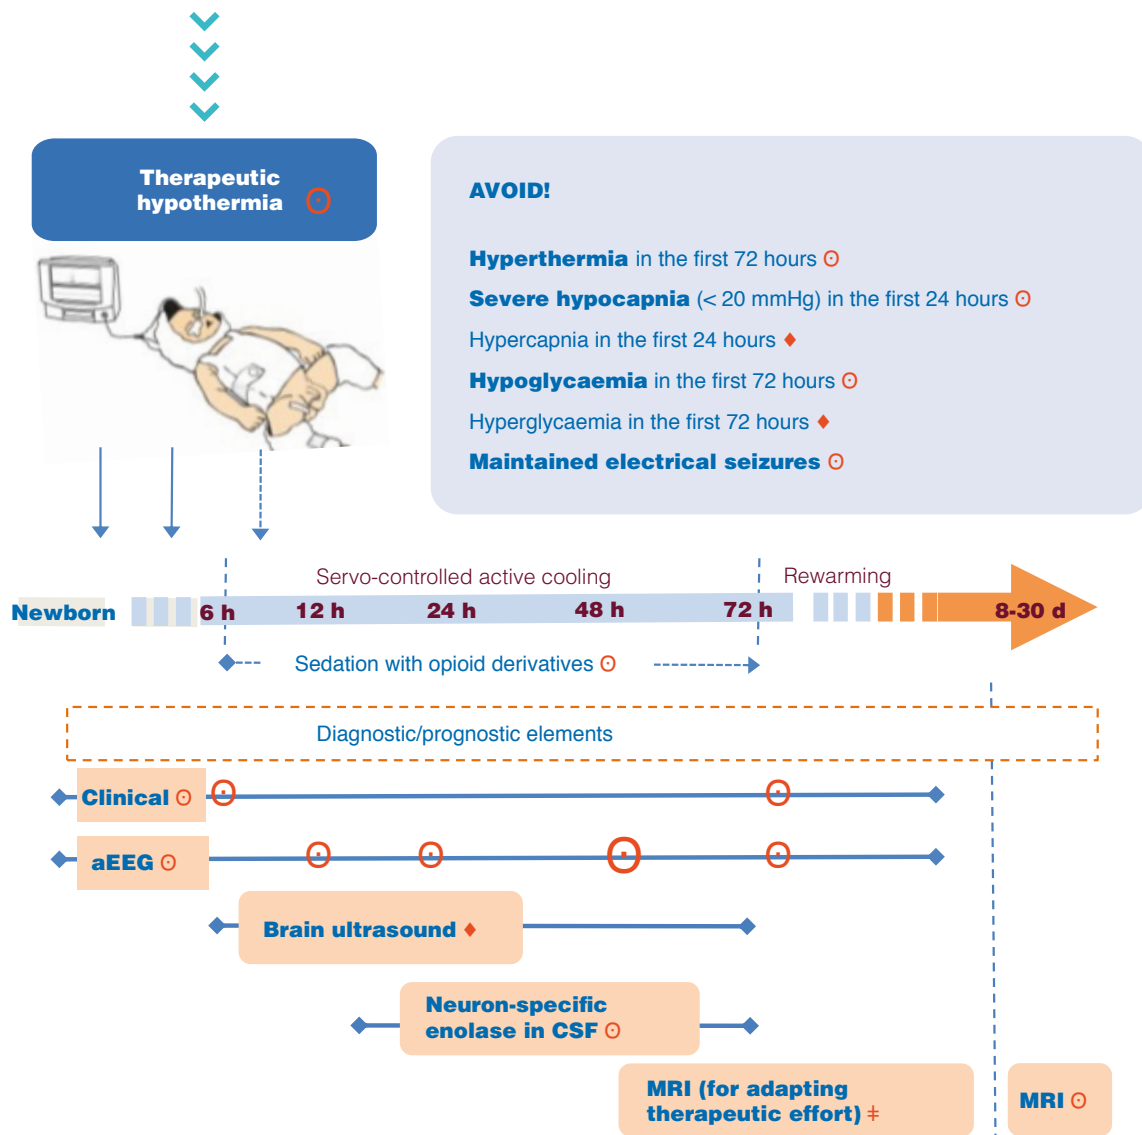 Therapeutic
hypothermia ʘ
AVOID!
Hyperthermia in the first 72 hours ʘ
Severe hypocapnia (< 20 mmHg) in the first 24 hours ʘ
Hypercapnia in the first 24 hours ♦
Hypoglycaemia in the first 72 hours ʘ
Hyperglycaemia in the first 72 hours ♦
Maintained electrical seizures ʘ
Servo-controlled active cooling
Rewarming
Newborn
6 h
12 h
24 h
48 h
72 h
8-30 d
Sedation with opioid derivatives ʘ
Diagnostic/prognostic elements
Clinical ʘ
aEEG ʘ
Brain ultrasound ♦
Neuron-specific
enolase in CSF ʘ
MRI (for adapting
therapeutic effort) ǂ
MRI ʘ